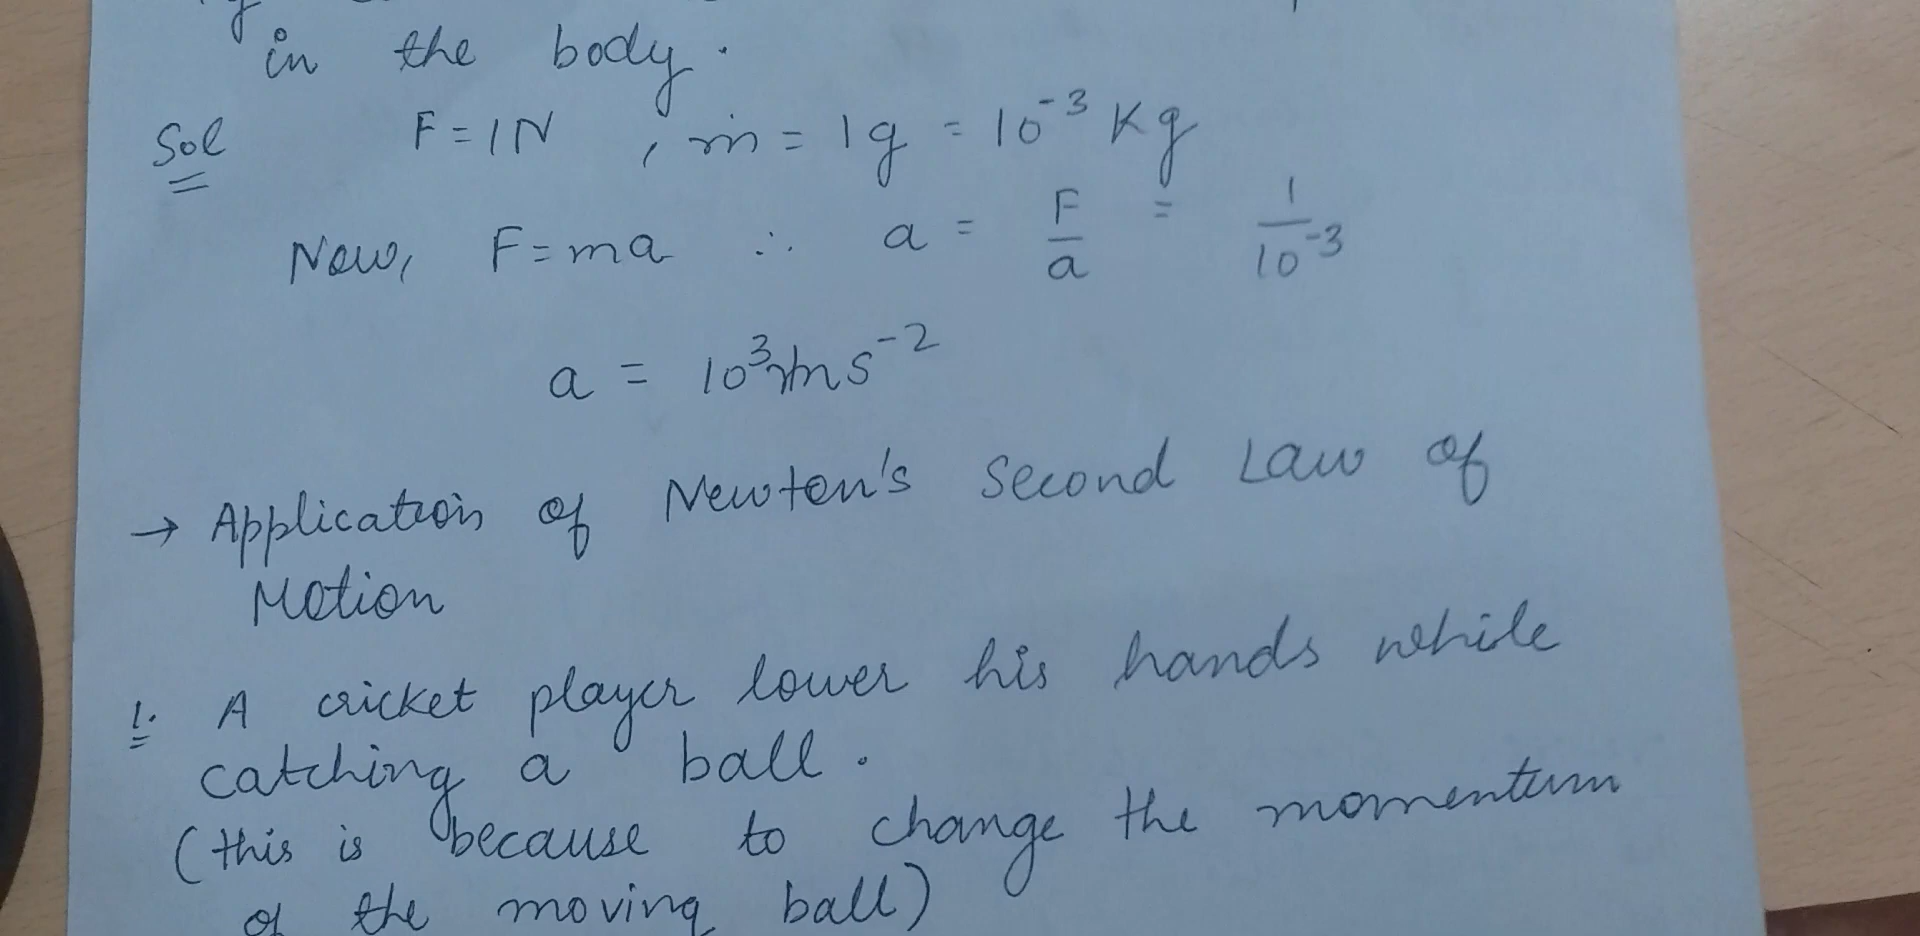 in the body.
Sol F = 1N , m = 1g = 10⁻³ Kg
Now, F = ma ∴ a = F/a = 1/10⁻³
a = 10³ ms⁻²
→ Application of Newton's Second Law of
Motion
1. A cricket player lower his hands while
catching a ball.
(this is because to change the momentum
of the moving ball)